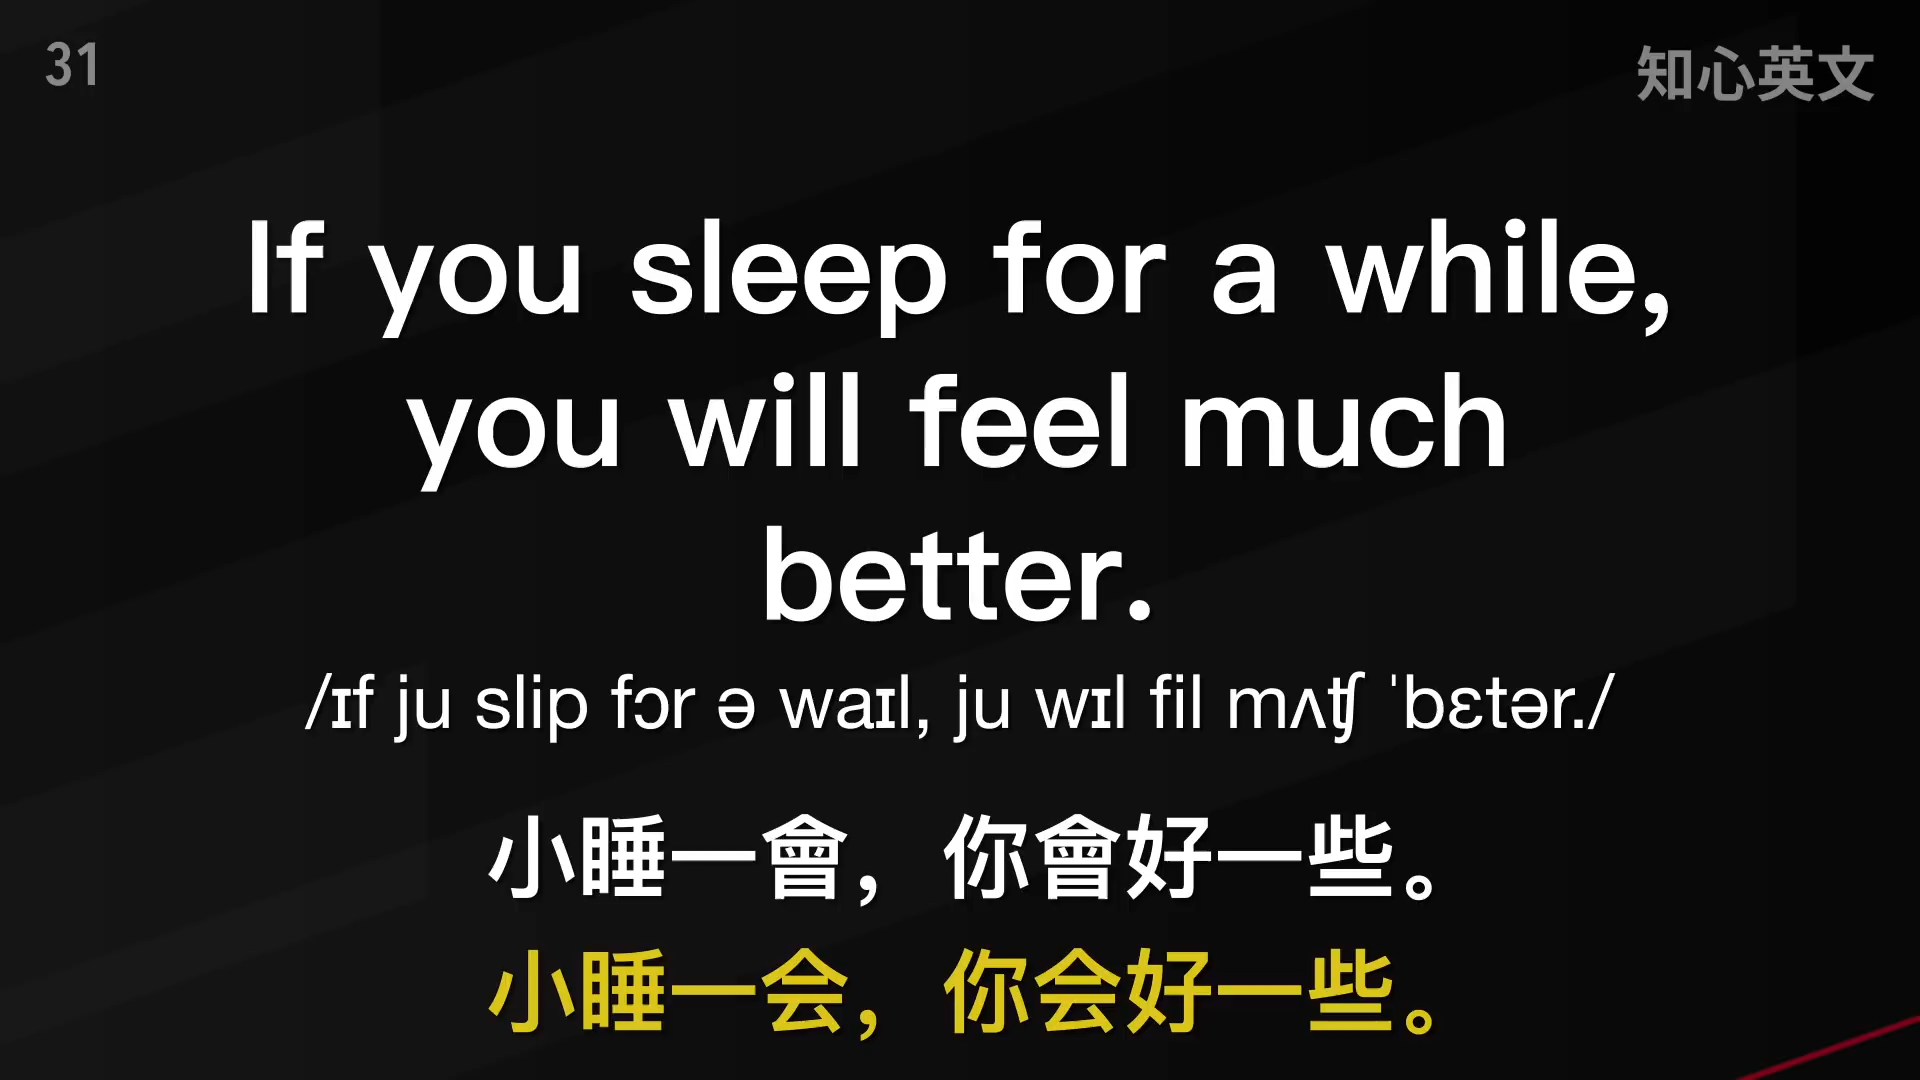 31
知心英文
If you sleep for a while,
you will feel much
better.
/ɪf ju slip fɔr ə waɪl, ju wɪl fil mʌʧ ˈbɛtər./
小睡一會，你會好一些。
小睡一会，你会好一些。